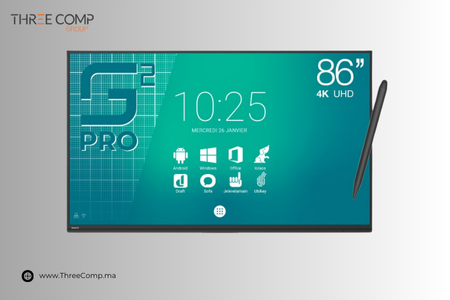 THREE COMP
GROUP
G2
PRO
86”
4K UHD
10:25
MERCREDI 26 JANVIER
Android Windows Office
Draft Sofa
www.ThreeComp.ma